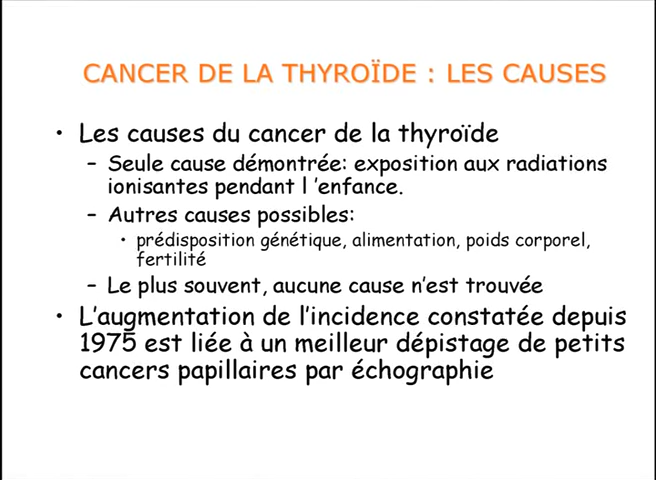 CANCER DE LA THYROÏDE : LES CAUSES
• Les causes du cancer de la thyroïde
– Seule cause démontrée: exposition aux radiations
ionisantes pendant l 'enfance.
– Autres causes possibles:
• prédisposition génétique, alimentation, poids corporel,
fertilité
– Le plus souvent, aucune cause n'est trouvée
• L'augmentation de l'incidence constatée depuis
1975 est liée à un meilleur dépistage de petits
cancers papillaires par échographie